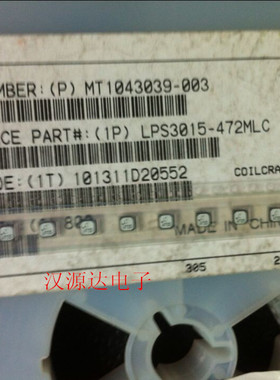 MBER:(P) MT1043039-003
CE PART#:(1P) LPS3015-472MLC
DE:(1T) 101311D20552
COILCRA
MADE IN
汉源达电子
305
2